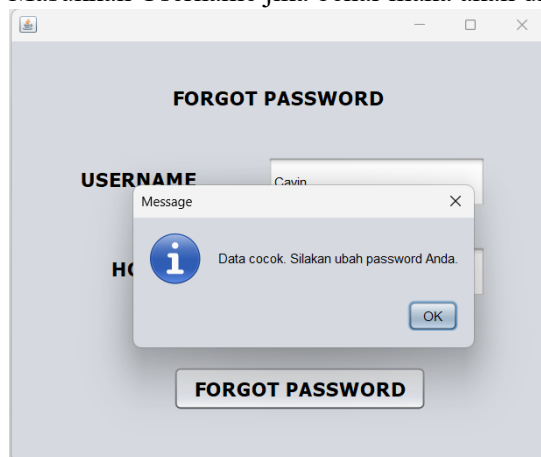 FORGOT PASSWORD
USERNAME
Cavin
Message
Data cocok. Silakan ubah password Anda.
OK
FORGOT PASSWORD